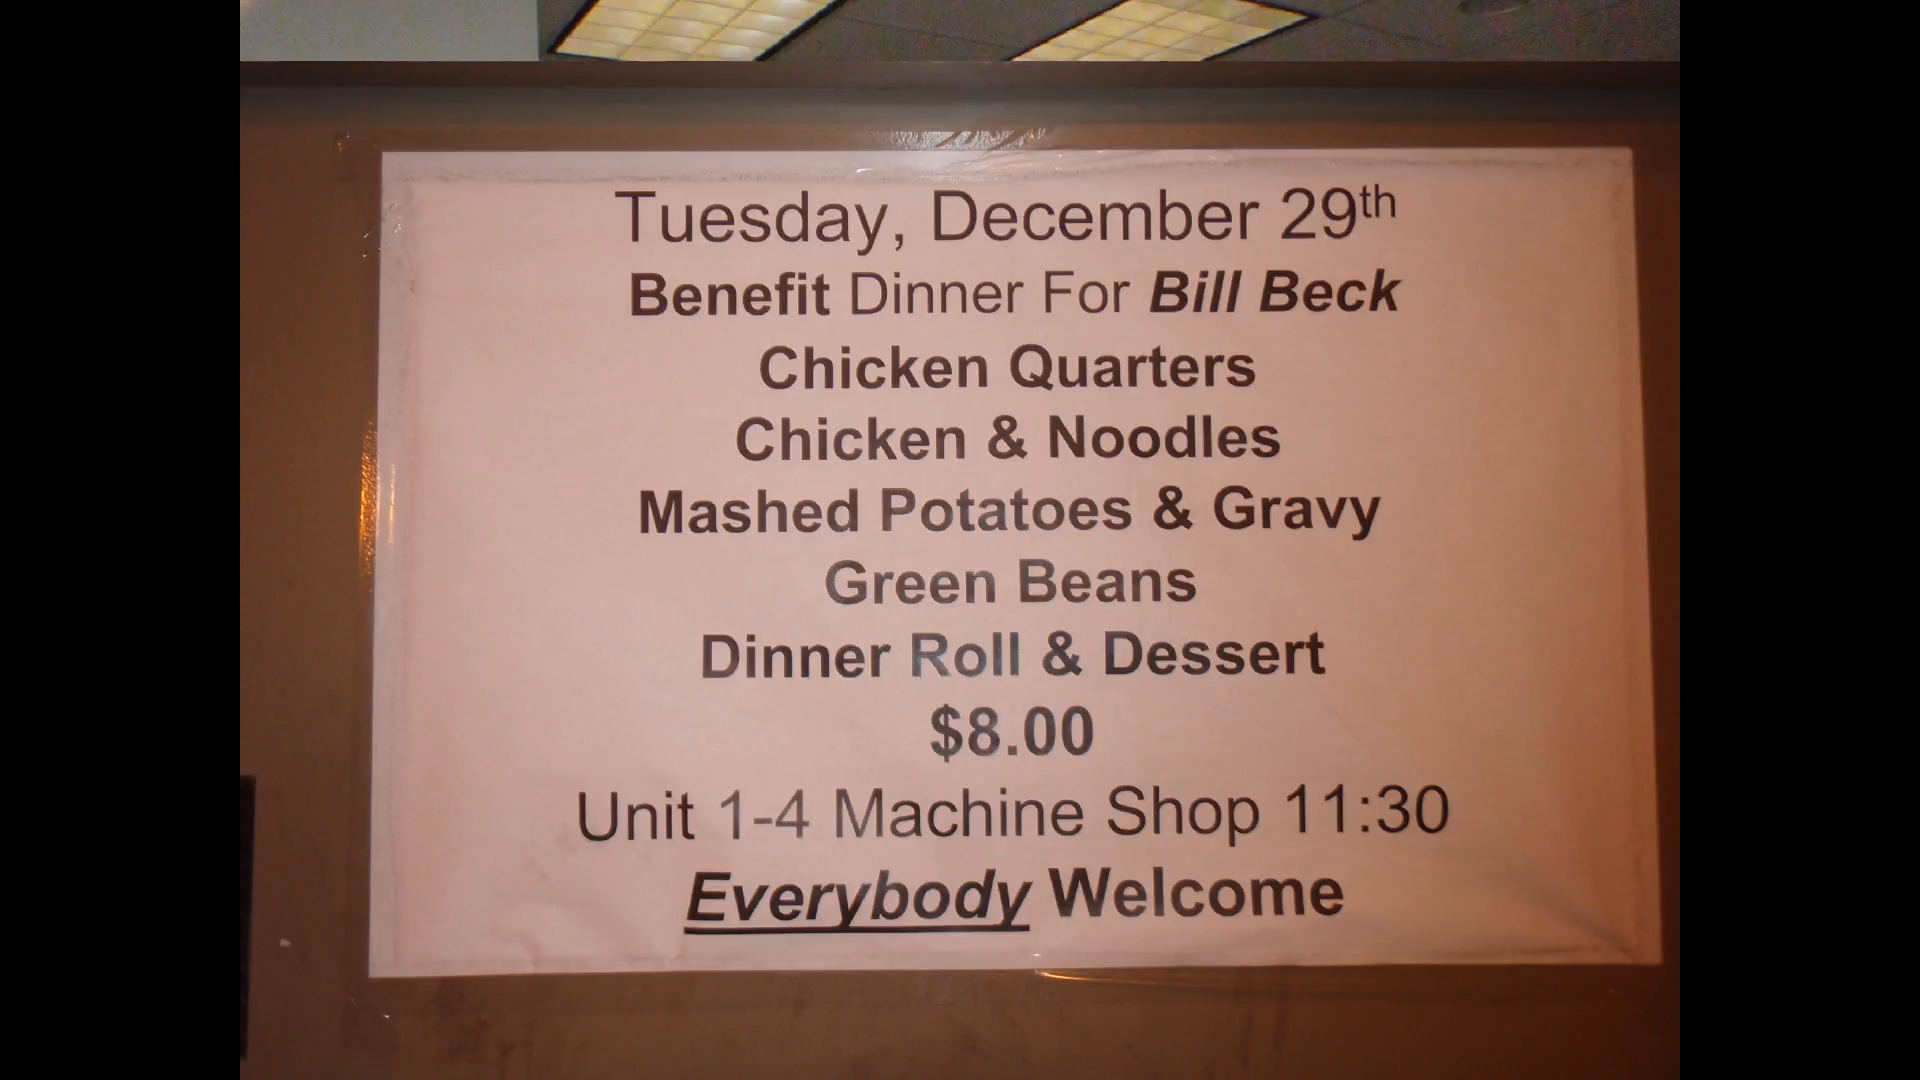 Tuesday, December 29th
Benefit Dinner For Bill Beck
Chicken Quarters
Chicken & Noodles
Mashed Potatoes & Gravy
Green Beans
Dinner Roll & Dessert
$8.00
Unit 1-4 Machine Shop 11:30
Everybody Welcome